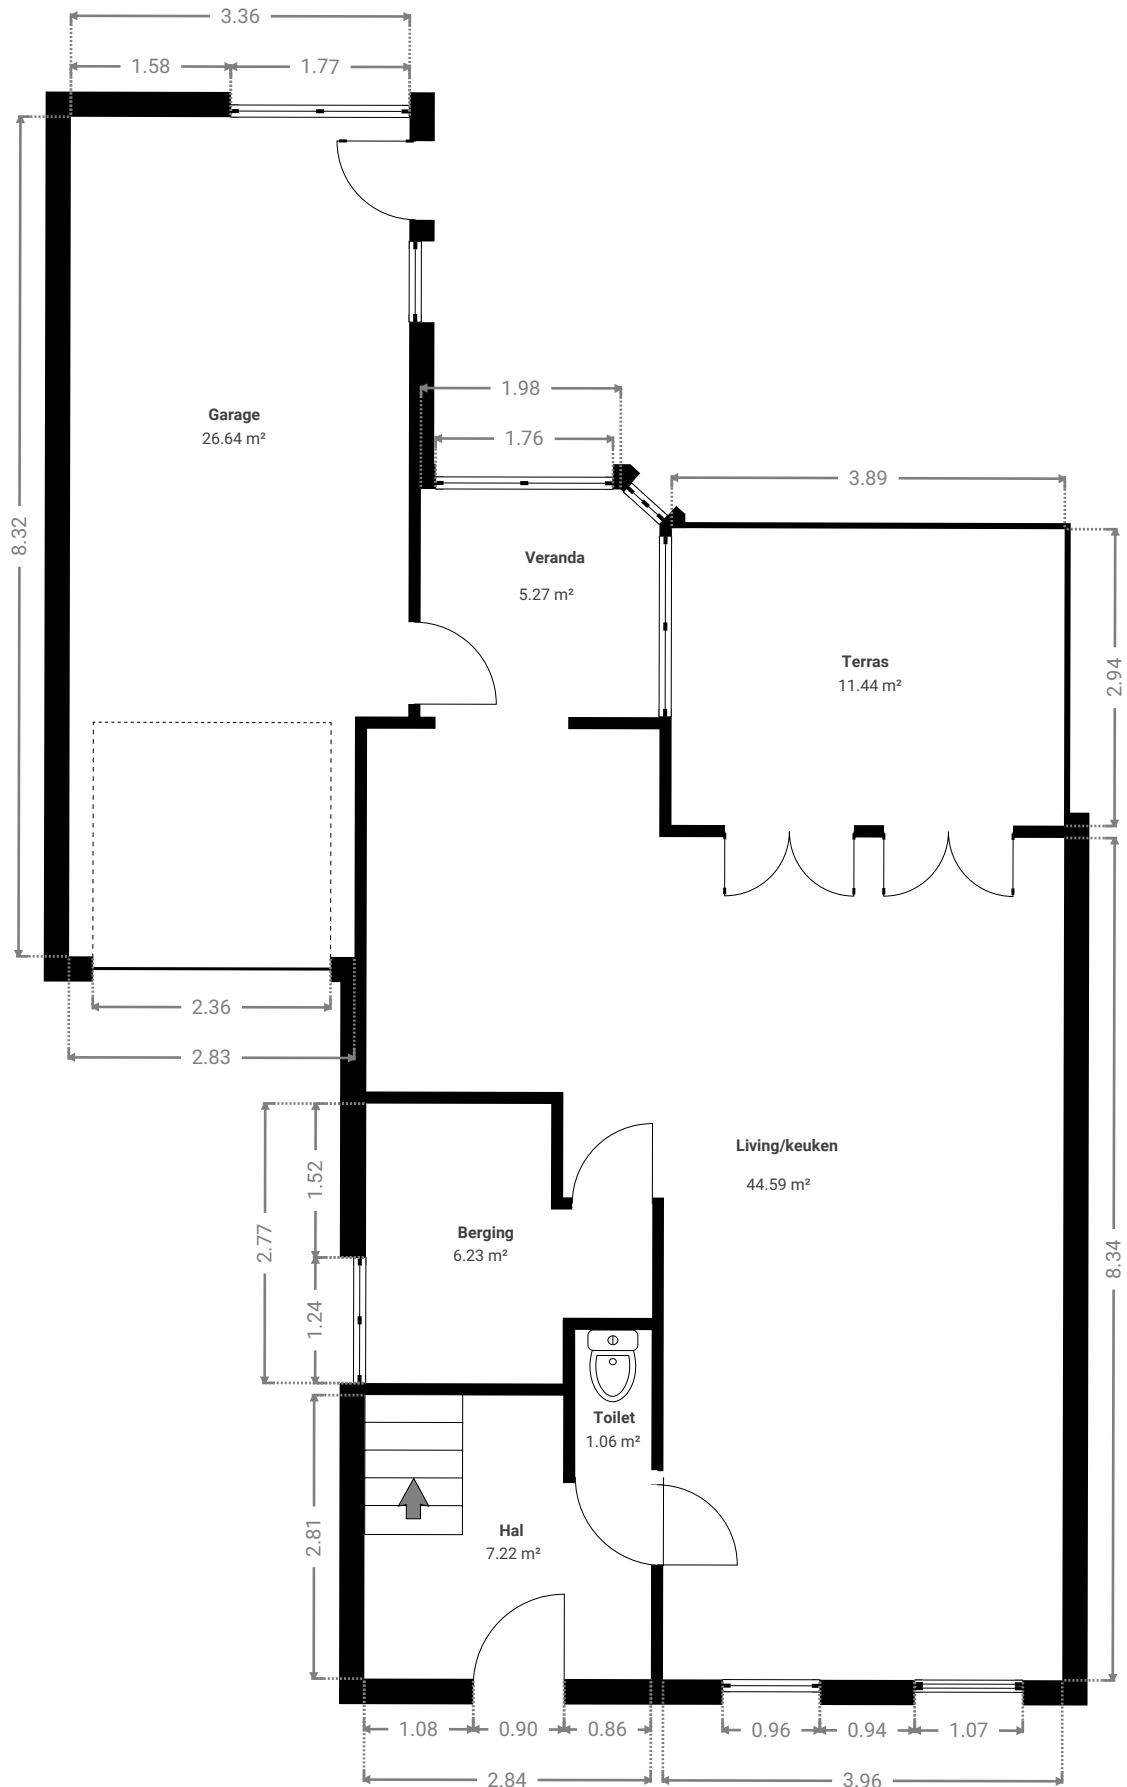 3.36
1.58
1.77
1.98
Garage
26.64 m²
1.76
3.89
8.32
Veranda
5.27 m²
Terras
11.44 m²
2.94
2.36
2.83
Living/keuken
44.59 m²
1.52
2.77
Berging
6.23 m²
8.34
1.24
Toilet
1.06 m²
Hal
7.22 m²
2.81
1.08
0.90
0.86
0.96
0.94
1.07
2.84
3.96